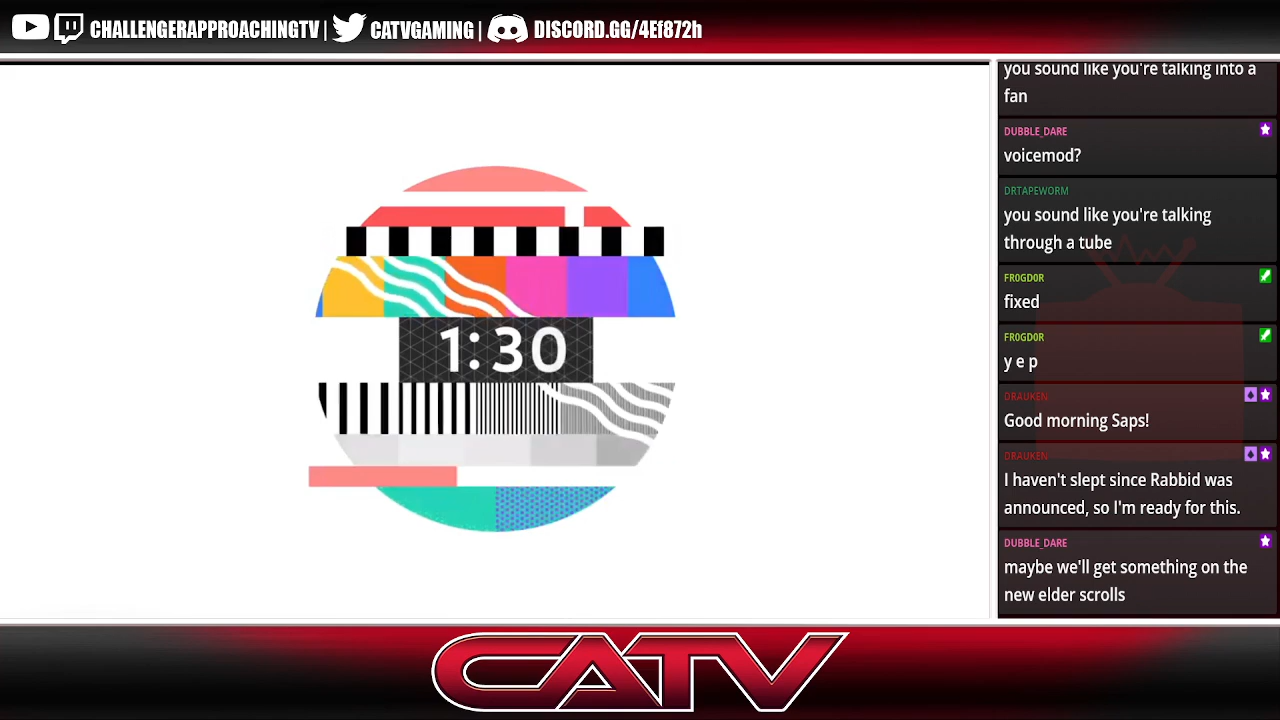 CHALLENGERAPPROACHINGTV | CATVGAMING | DISCORD.GG/4Ef872h
you sound like you're talking into a
fan
DUBBLE_DARE
voicemod?
DRTAPEWORM
you sound like you're talking
through a tube
FROGDOR
fixed
FROGDOR
y e p
DRAUKEN
Good morning Saps!
DRAUKEN
I haven't slept since Rabbid was
announced, so I'm ready for this.
DUBBLE_DARE
maybe we'll get something on the
new elder scrolls
1:30
CATV